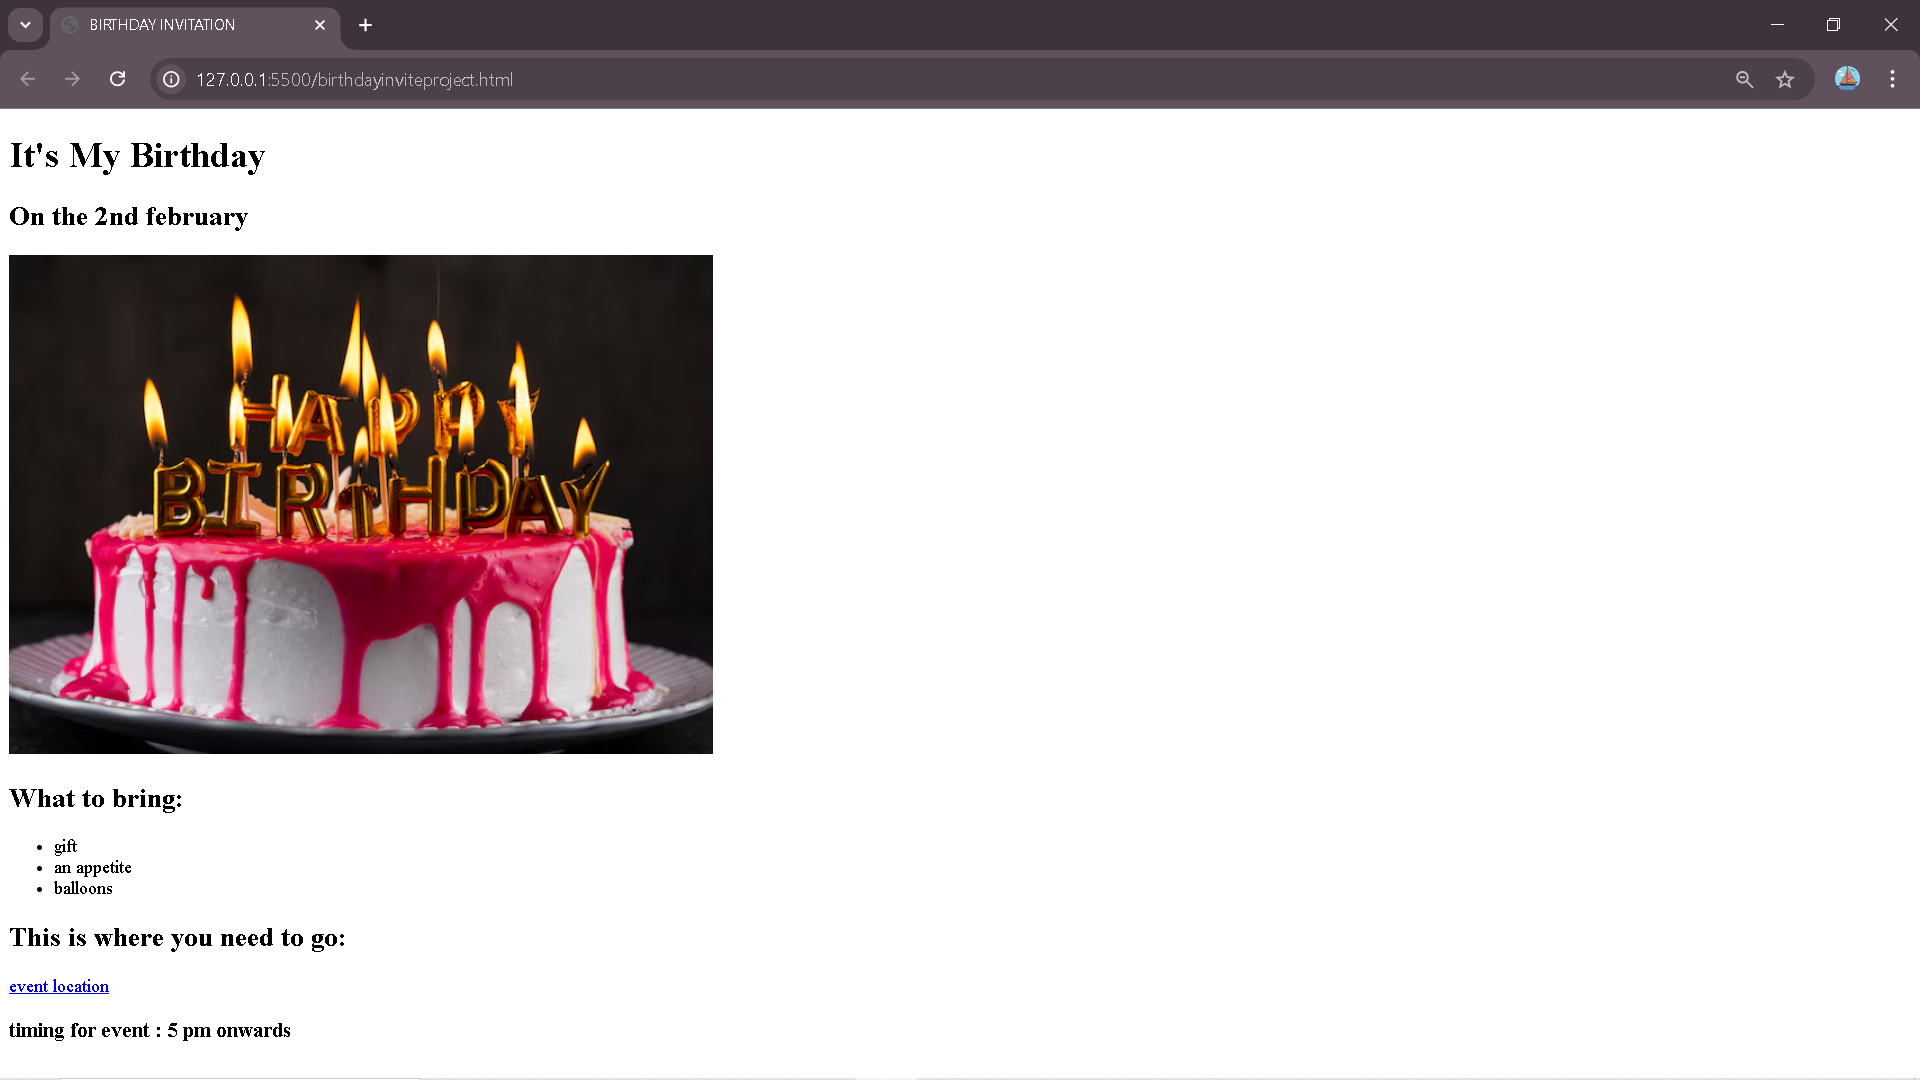 BIRTHDAY INVITATION
127.0.0.1:5500/birthdayinviteproject.html
It's My Birthday
On the 2nd february
HAPPY
BIRTHDAY
What to bring:
gift
an appetite
balloons
This is where you need to go:
event location
timing for event : 5 pm onwards